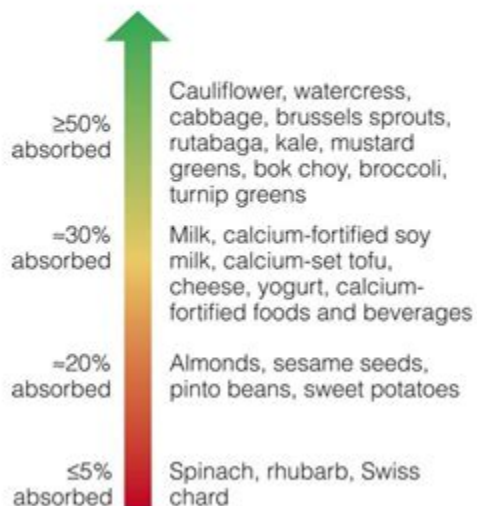 ≥50%
absorbed
Cauliflower, watercress,
cabbage, brussels sprouts,
rutabaga, kale, mustard
greens, bok choy, broccoli,
turnip greens
≈30%
absorbed
Milk, calcium-fortified soy
milk, calcium-set tofu,
cheese, yogurt, calcium-
fortified foods and beverages
≈20%
absorbed
Almonds, sesame seeds,
pinto beans, sweet potatoes
≤5%
absorbed
Spinach, rhubarb, Swiss
chard